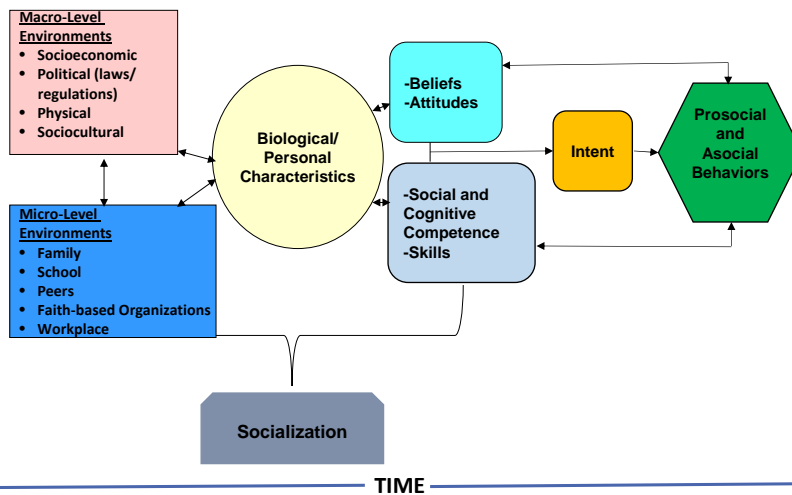 Macro-Level
Environments
• Socioeconomic
• Political (laws/
regulations)
• Physical
• Sociocultural
Micro-Level
Environments
• Family
• School
• Peers
• Faith-based Organizations
• Workplace
Biological/
Personal
Characteristics
-Beliefs
-Attitudes
-Social and
Cognitive
Competence
-Skills
Intent
Prosocial
and
Asocial
Behaviors
Socialization
TIME